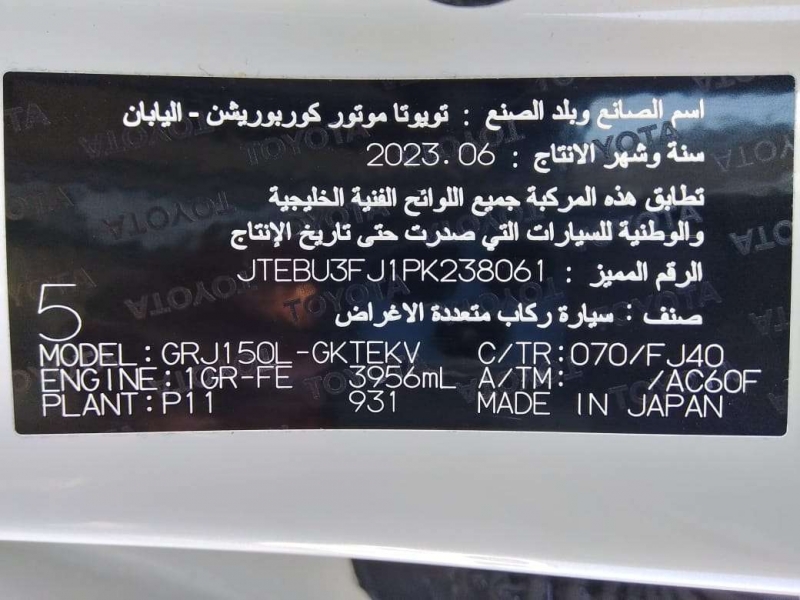 اسم الصانع وبلد الصنع : تويوتا موتور كوربوريشن - اليابان
سنة وشهر الانتاج : 2023.06
تطابق هذه المركبة جميع اللوائح الفنية الخليجية
والوطنية للسيارات التي صدرت حتى تاريخ الإنتاج
الرقم المميز : JTEBU3FJ1PK238061
صنف : سيارة ركاب متعددة الاغراض
5
MODEL:GRJ150L-GKTEKV C/TR:070/FJ40
ENGINE:1GR-FE 3956mL A/TM: /AC60F
PLANT:P11 931 MADE IN JAPAN